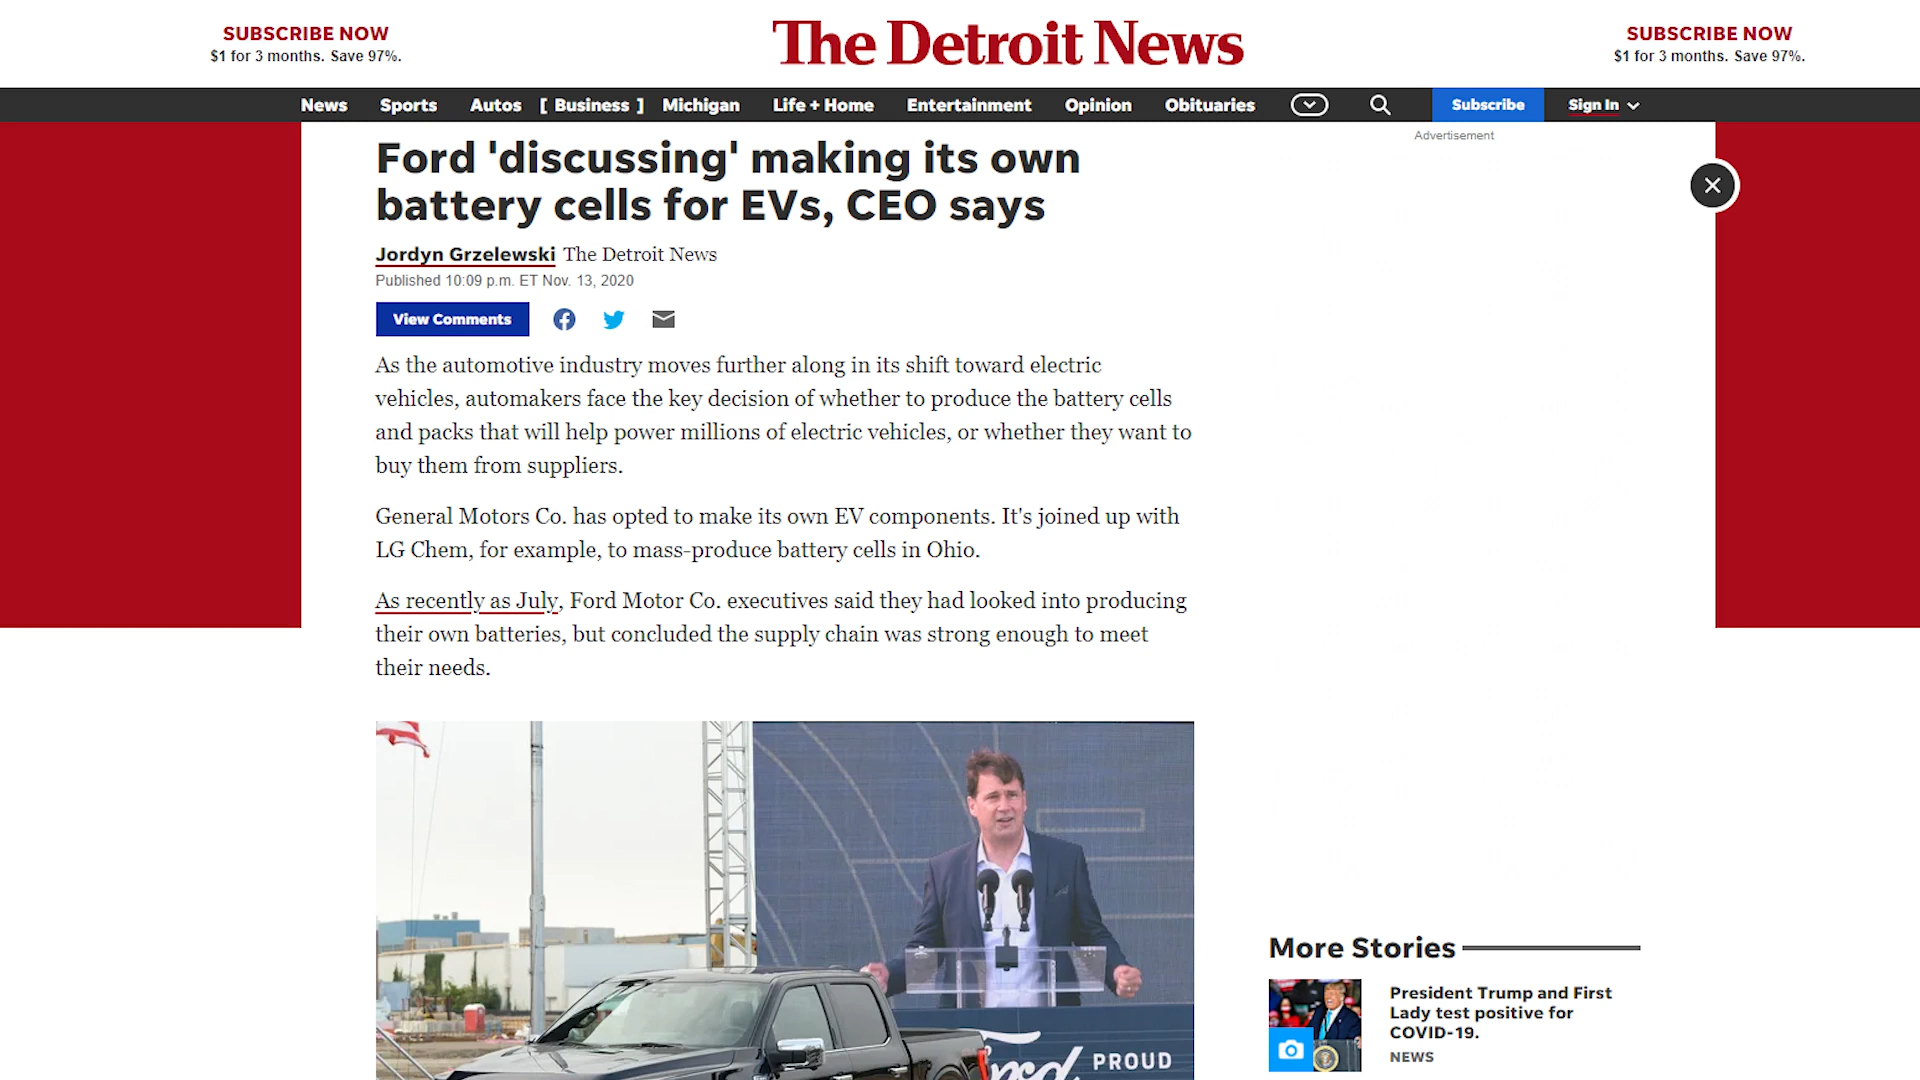 SUBSCRIBE NOW
$1 for 3 months. Save 97%.
The Detroit News
SUBSCRIBE NOW
$1 for 3 months. Save 97%.
News Sports Autos [ Business ] Michigan Life + Home Entertainment Opinion Obituaries Subscribe Sign In
Advertisement
Ford 'discussing' making its own
battery cells for EVs, CEO says
Jordyn Grzelewski The Detroit News
Published 10:09 p.m. ET Nov. 13, 2020
View Comments
As the automotive industry moves further along in its shift toward electric
vehicles, automakers face the key decision of whether to produce the battery cells
and packs that will help power millions of electric vehicles, or whether they want to
buy them from suppliers.
General Motors Co. has opted to make its own EV components. It's joined up with
LG Chem, for example, to mass-produce battery cells in Ohio.
As recently as July, Ford Motor Co. executives said they had looked into producing
their own batteries, but concluded the supply chain was strong enough to meet
their needs.
Ford PROUD
More Stories
President Trump and First
Lady test positive for
COVID-19.
NEWS